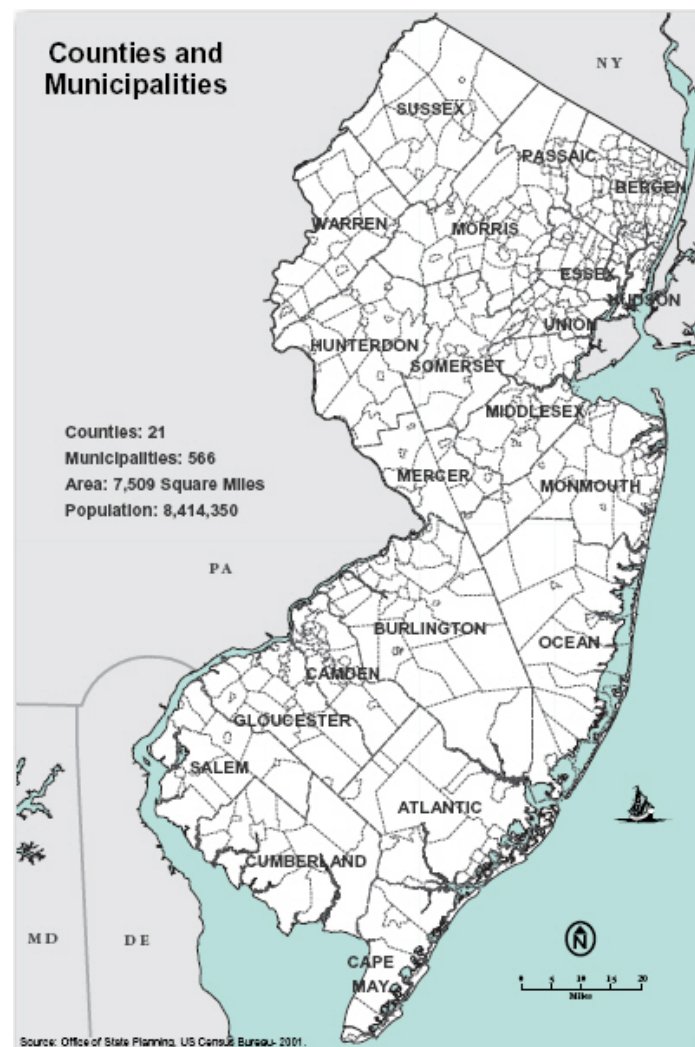 Counties and
Municipalities
NY
SUSSEX
PASSAIC
BERGEN
WARREN
MORRIS
ESSEX
HUDSON
UNION
HUNTERDON
SOMERSET
MIDDLESEX
Counties: 21
Municipalities: 566
Area: 7,509 Square Miles
Population: 8,414,350
MERCER
MONMOUTH
PA
BURLINGTON
OCEAN
CAMDEN
GLOUCESTER
SALEM
ATLANTIC
CUMBERLAND
MD
DE
N
CAPE
MAY
0 5 10 15 20
Miles
Source: Office of State Planning, US Census Bureau- 2001.